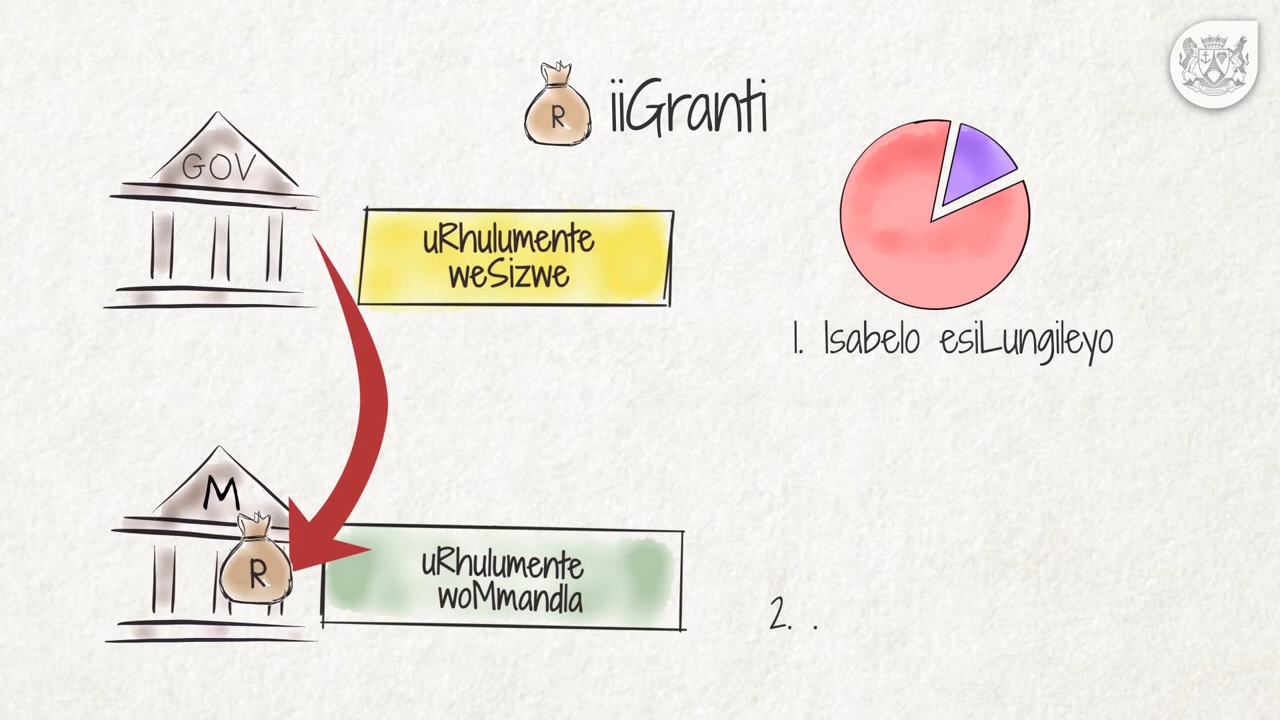 R iiGranti
GOV
uRhulumente
weSizwe
1. Isabelo esiLungileyo
M
R
uRhulumente
woMmandla
2. .